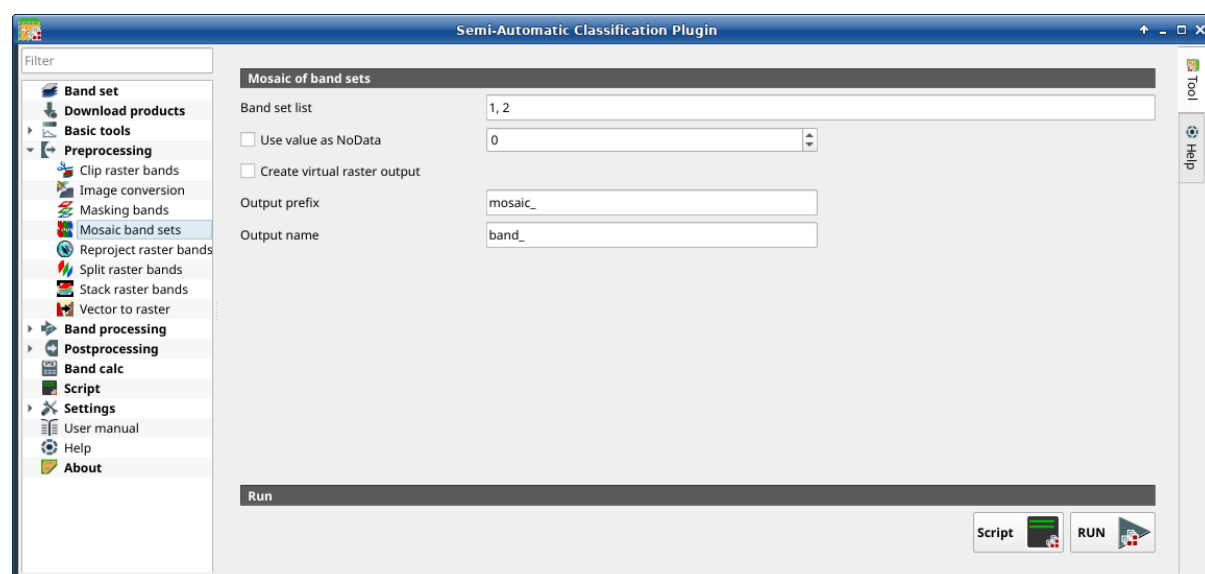 Semi-Automatic Classification Plugin
Filter
Band set
Download products
Basic tools
Preprocessing
Clip raster bands
Image conversion
Masking bands
Mosaic band sets
Reproject raster bands
Split raster bands
Stack raster bands
Vector to raster
Band processing
Postprocessing
Band calc
Script
Settings
User manual
Help
About
Mosaic of band sets
Band set list 1, 2
Use value as NoData 0
Create virtual raster output
Output prefix mosaic_
Output name band_
Run
Script RUN
Tool
Help